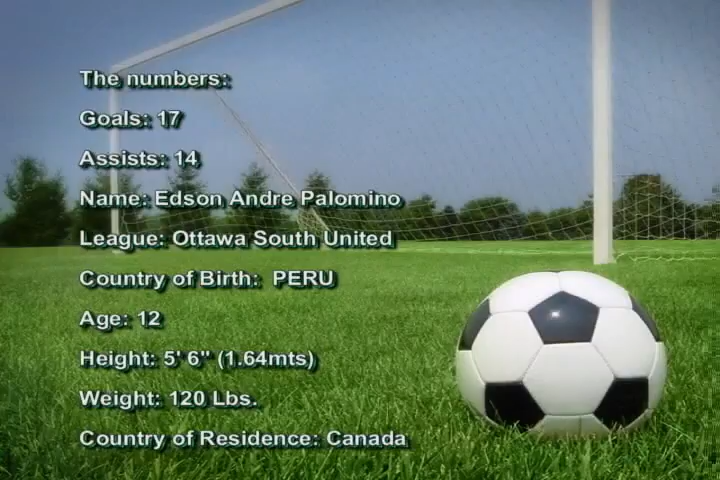 The numbers:
Goals: 17
Assists: 14
Name: Edson Andre Palomino
League: Ottawa South United
Country of Birth:  PERU
Age: 12
Height: 5' 6" (1.64mts)
Weight: 120 Lbs.
Country of Residence: Canada